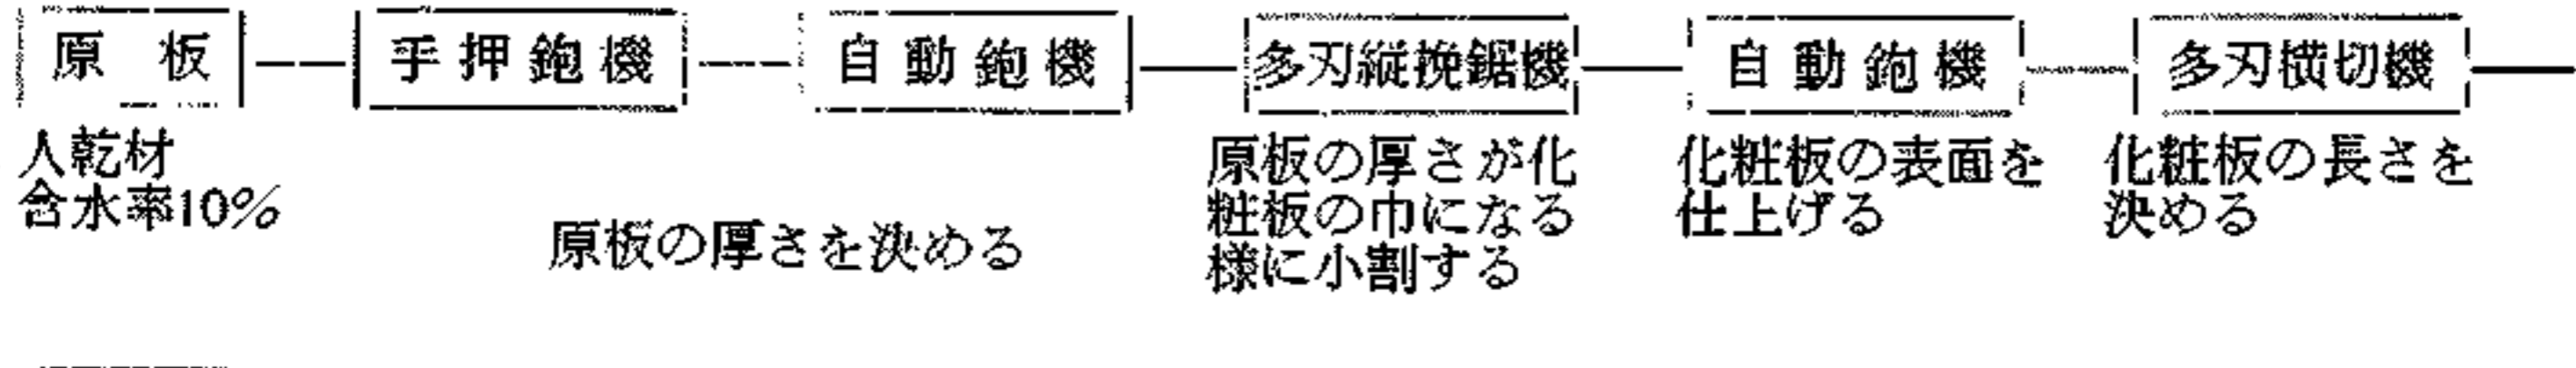 原板
手押鉋機
自動鉋機
多刃縦挽鋸機
自動鉋機
多刃横切機
人乾材
含水率10%
原板の厚さを決める
原板の厚さが化
粧板の巾になる
様に小割する
化粧板の表面を
仕上げる
化粧板の長さを
決める